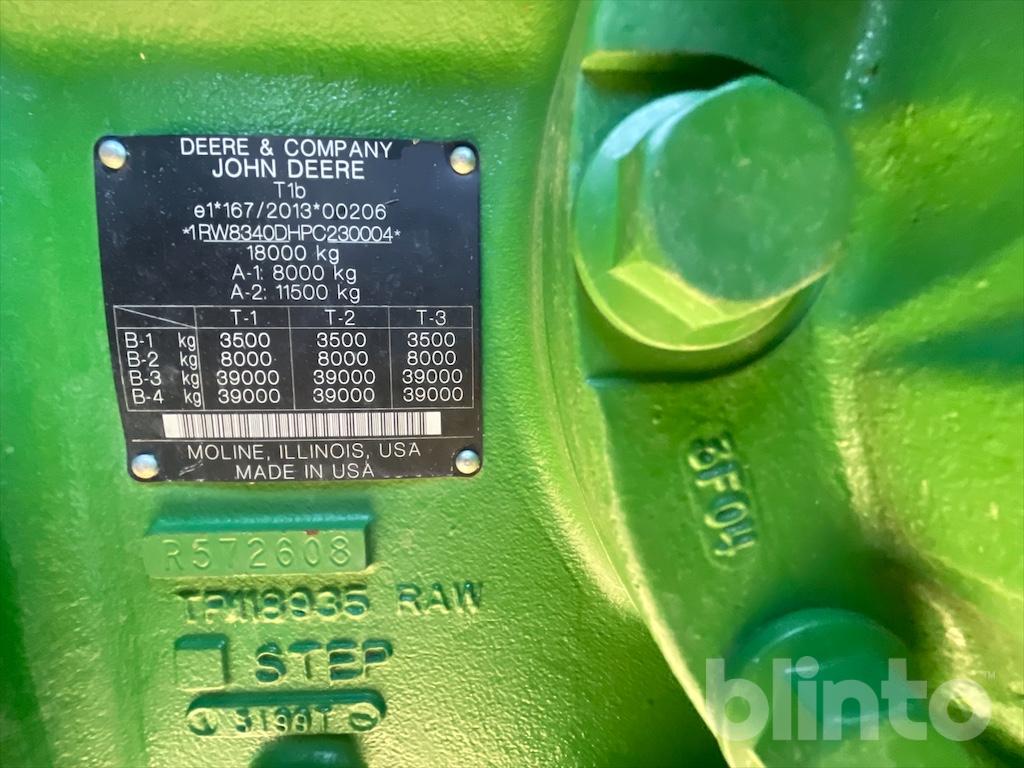 DEERE & COMPANY
JOHN DEERE
T1b
e1*167/2013*00206
*1RW8340DHPC230004*
18000 kg
A-1: 8000 kg
A-2: 11500 kg
T-1 T-2 T-3
B-1 kg 3500 3500 3500
B-2 kg 8000 8000 8000
B-3 kg 39000 39000 39000
B-4 kg 39000 39000 39000
MOLINE, ILLINOIS, USA
MADE IN USA
R572608
RAW
STEP
3F04
blinto